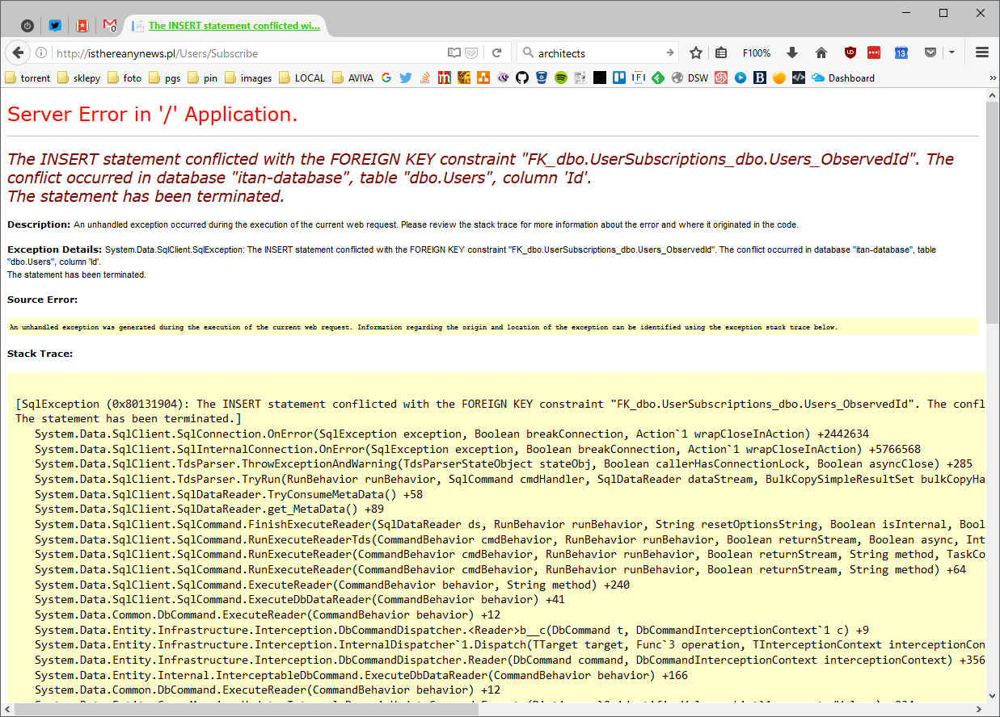 The INSERT statement conflicted wi...
http://isthereanynews.pl/Users/Subscribe
architects
F100%
13
torrent
sklepy
foto
pgs
pin
images
LOCAL
AVIVA
DSW
Dashboard
Server Error in '/' Application.
The INSERT statement conflicted with the FOREIGN KEY constraint "FK_dbo.UserSubscriptions_dbo.Users_ObservedId". The
conflict occurred in database "itan-database", table "dbo.Users", column 'Id'.
The statement has been terminated.
Description: An unhandled exception occurred during the execution of the current web request. Please review the stack trace for more information about the error and where it originated in the code.
Exception Details: System.Data.SqlClient.SqlException: The INSERT statement conflicted with the FOREIGN KEY constraint "FK_dbo.UserSubscriptions_dbo.Users_ObservedId". The conflict occurred in database "itan-database", table
"dbo.Users", column 'Id'.
The statement has been terminated.
Source Error:
An unhandled exception was generated during the execution of the current web request. Information regarding the origin and location of the exception can be identified using the exception stack trace below.
Stack Trace:
[SqlException (0x80131904): The INSERT statement conflicted with the FOREIGN KEY constraint "FK_dbo.UserSubscriptions_dbo.Users_ObservedId". The confl
The statement has been terminated.]
System.Data.SqlClient.SqlConnection.OnError(SqlException exception, Boolean breakConnection, Action`1 wrapCloseInAction) +2442634
System.Data.SqlClient.SqlInternalConnection.OnError(SqlException exception, Boolean breakConnection, Action`1 wrapCloseInAction) +5766568
System.Data.SqlClient.TdsParser.ThrowExceptionAndWarning(TdsParserStateObject stateObj, Boolean callerHasConnectionLock, Boolean asyncClose) +285
System.Data.SqlClient.TdsParser.TryRun(RunBehavior runBehavior, SqlCommand cmdHandler, SqlDataReader dataStream, BulkCopySimpleResultSet bulkCopyHa
System.Data.SqlClient.SqlDataReader.TryConsumeMetaData() +58
System.Data.SqlClient.SqlDataReader.get_MetaData() +89
System.Data.SqlClient.SqlCommand.FinishExecuteReader(SqlDataReader ds, RunBehavior runBehavior, String resetOptionsString, Boolean isInternal, Bool
System.Data.SqlClient.SqlCommand.RunExecuteReaderTds(CommandBehavior cmdBehavior, RunBehavior runBehavior, Boolean returnStream, Boolean async, Int
System.Data.SqlClient.SqlCommand.RunExecuteReader(CommandBehavior cmdBehavior, RunBehavior runBehavior, Boolean returnStream, String method, TaskCo
System.Data.SqlClient.SqlCommand.RunExecuteReader(CommandBehavior cmdBehavior, RunBehavior runBehavior, Boolean returnStream, String method) +64
System.Data.SqlClient.SqlCommand.ExecuteReader(CommandBehavior behavior, String method) +240
System.Data.SqlClient.SqlCommand.ExecuteDbDataReader(CommandBehavior behavior) +41
System.Data.Common.DbCommand.ExecuteReader(CommandBehavior behavior) +12
System.Data.Entity.Infrastructure.Interception.DbCommandDispatcher.<Reader>b__c(DbCommand t, DbCommandInterceptionContext`1 c) +9
System.Data.Entity.Infrastructure.Interception.InternalDispatcher`1.Dispatch(TTarget target, Func`3 operation, TInterceptionContext interceptionCon
System.Data.Entity.Infrastructure.Interception.DbCommandDispatcher.Reader(DbCommand command, DbCommandInterceptionContext interceptionContext) +356
System.Data.Entity.Internal.InterceptableDbCommand.ExecuteDbDataReader(CommandBehavior behavior) +166
System.Data.Common.DbCommand.ExecuteReader(CommandBehavior behavior) +12